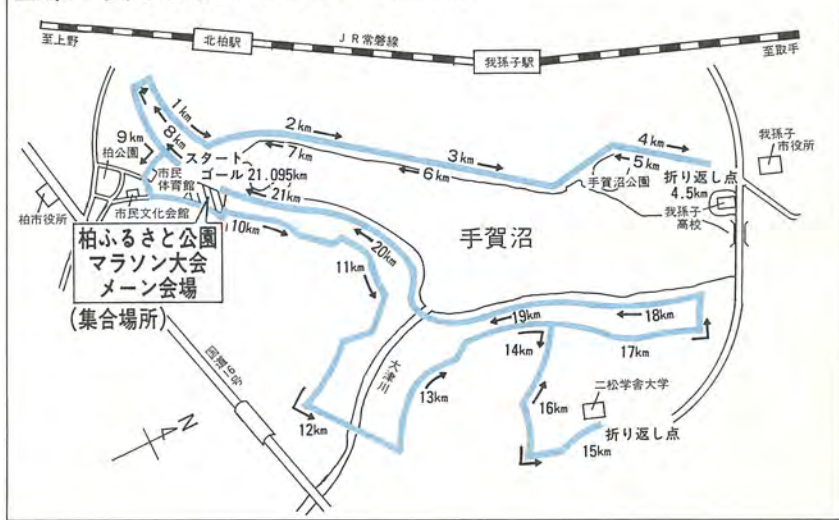 至上野
北柏駅
JR常磐線
我孫子駅
至取手
1km
2km
3km
4km
我孫子
市役所
9km
8km
柏公園
スタート
ゴール 21.095km
7km
6km
5km
手賀沼公園
折り返し点
4.5km
我孫子
高校
市民
体育館
柏市役所
市民文化会館
21km
10km
手賀沼
柏ふるさと公園
マラソン大会
メーン会場
(集合場所)
11km
20km
19km
18km
14km
17km
大津川
13km
16km
二松学舎大学
国道16号
12km
折り返し点
15km
N